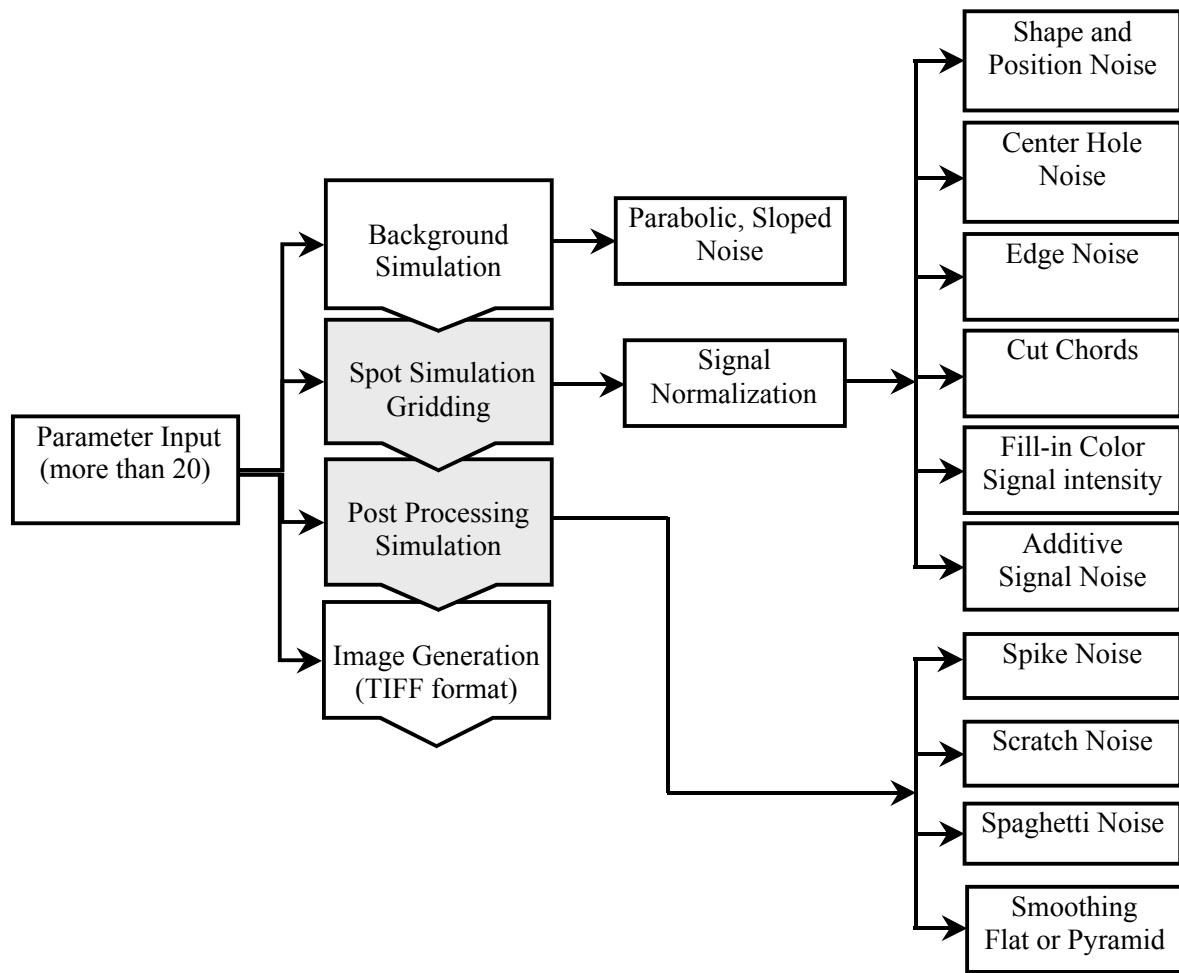 Parameter Input
(more than 20)
Background
Simulation
Spot Simulation
Gridding
Post Processing
Simulation
Image Generation
(TIFF format)
Parabolic, Sloped
Noise
Signal
Normalization
Shape and
Position Noise
Center Hole
Noise
Edge Noise
Cut Chords
Fill-in Color
Signal intensity
Additive
Signal Noise
Spike Noise
Scratch Noise
Spaghetti Noise
Smoothing
Flat or Pyramid